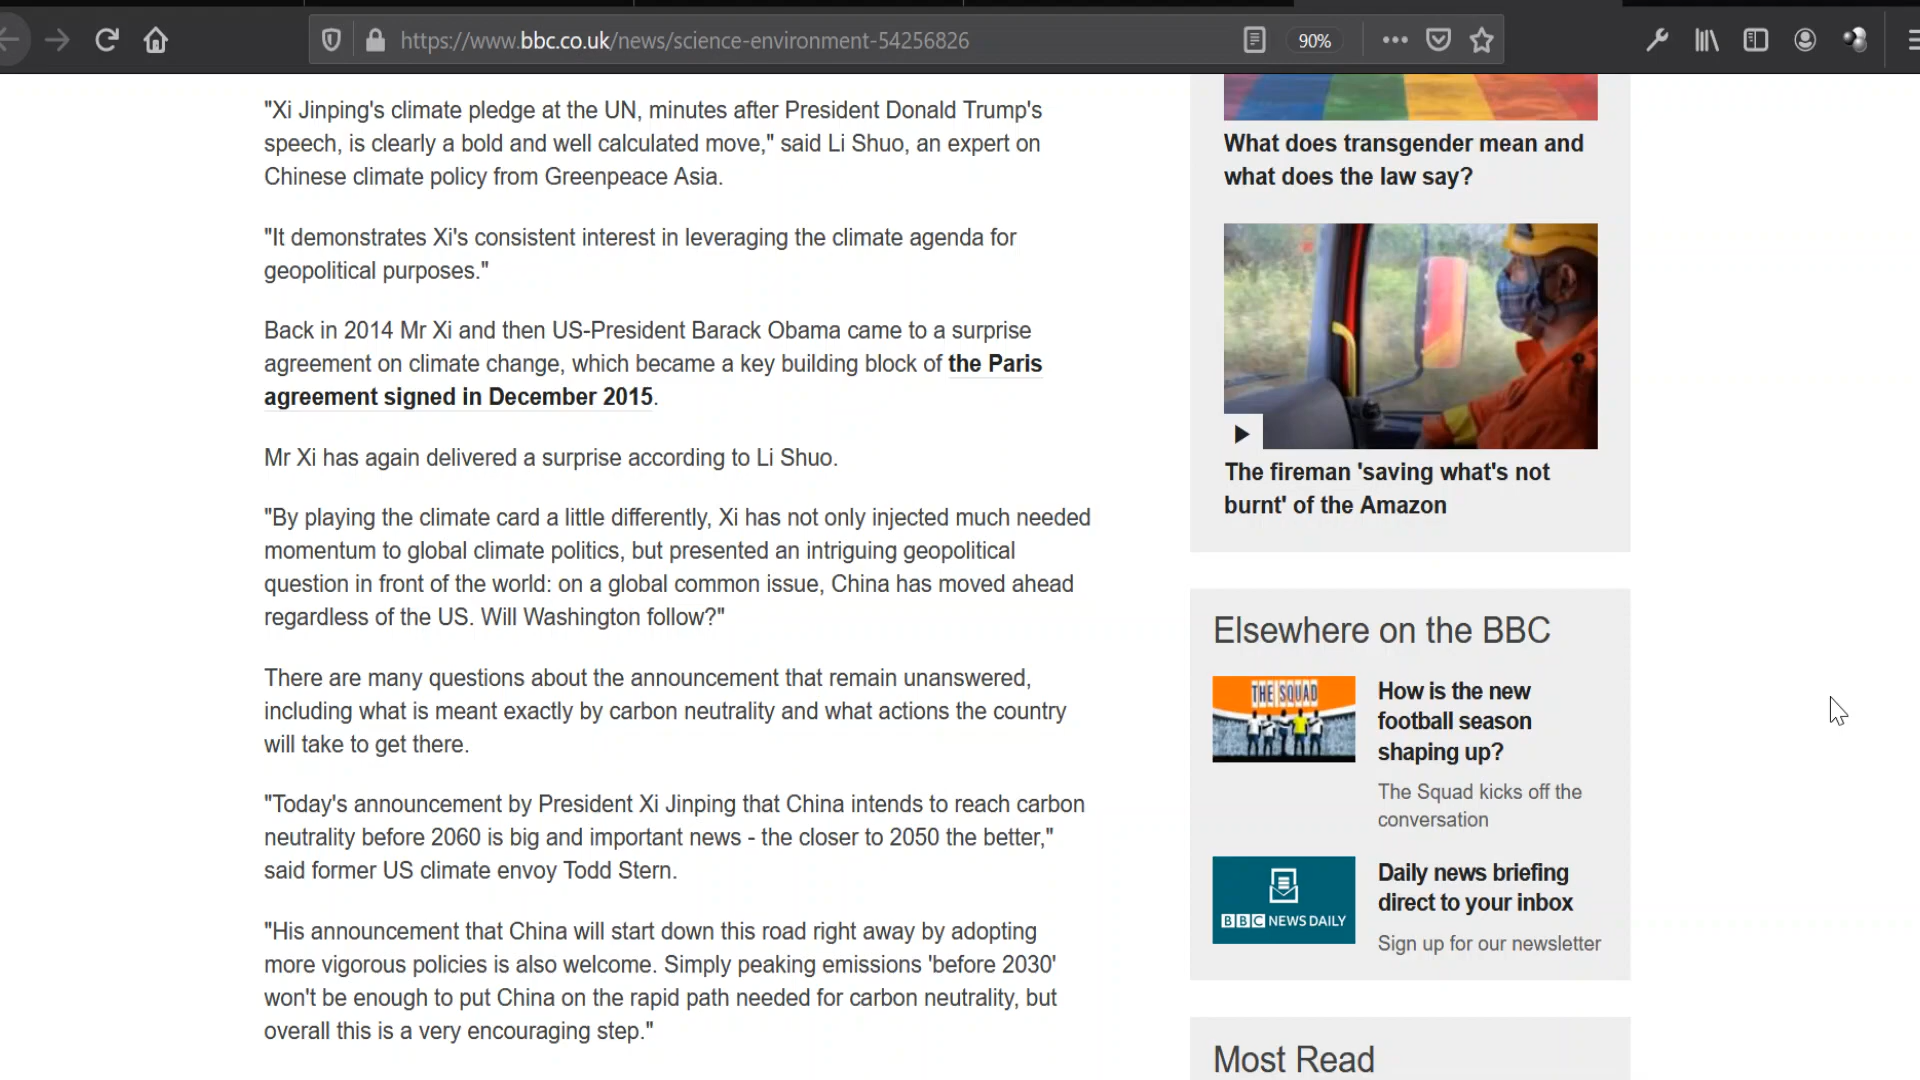 https://www.bbc.co.uk/news/science-environment-54256826
90%
"Xi Jinping's climate pledge at the UN, minutes after President Donald Trump's
speech, is clearly a bold and well calculated move," said Li Shuo, an expert on
Chinese climate policy from Greenpeace Asia.
"It demonstrates Xi's consistent interest in leveraging the climate agenda for
geopolitical purposes."
Back in 2014 Mr Xi and then US-President Barack Obama came to a surprise
agreement on climate change, which became a key building block of the Paris
agreement signed in December 2015.
Mr Xi has again delivered a surprise according to Li Shuo.
"By playing the climate card a little differently, Xi has not only injected much needed
momentum to global climate politics, but presented an intriguing geopolitical
question in front of the world: on a global common issue, China has moved ahead
regardless of the US. Will Washington follow?"
There are many questions about the announcement that remain unanswered,
including what is meant exactly by carbon neutrality and what actions the country
will take to get there.
"Today's announcement by President Xi Jinping that China intends to reach carbon
neutrality before 2060 is big and important news - the closer to 2050 the better,"
said former US climate envoy Todd Stern.
"His announcement that China will start down this road right away by adopting
more vigorous policies is also welcome. Simply peaking emissions 'before 2030'
won't be enough to put China on the rapid path needed for carbon neutrality, but
overall this is a very encouraging step."
What does transgender mean and
what does the law say?
The fireman 'saving what's not
burnt' of the Amazon
Elsewhere on the BBC
THE SQUAD
How is the new
football season
shaping up?
The Squad kicks off the
conversation
BBC NEWS DAILY
Daily news briefing
direct to your inbox
Sign up for our newsletter
Most Read